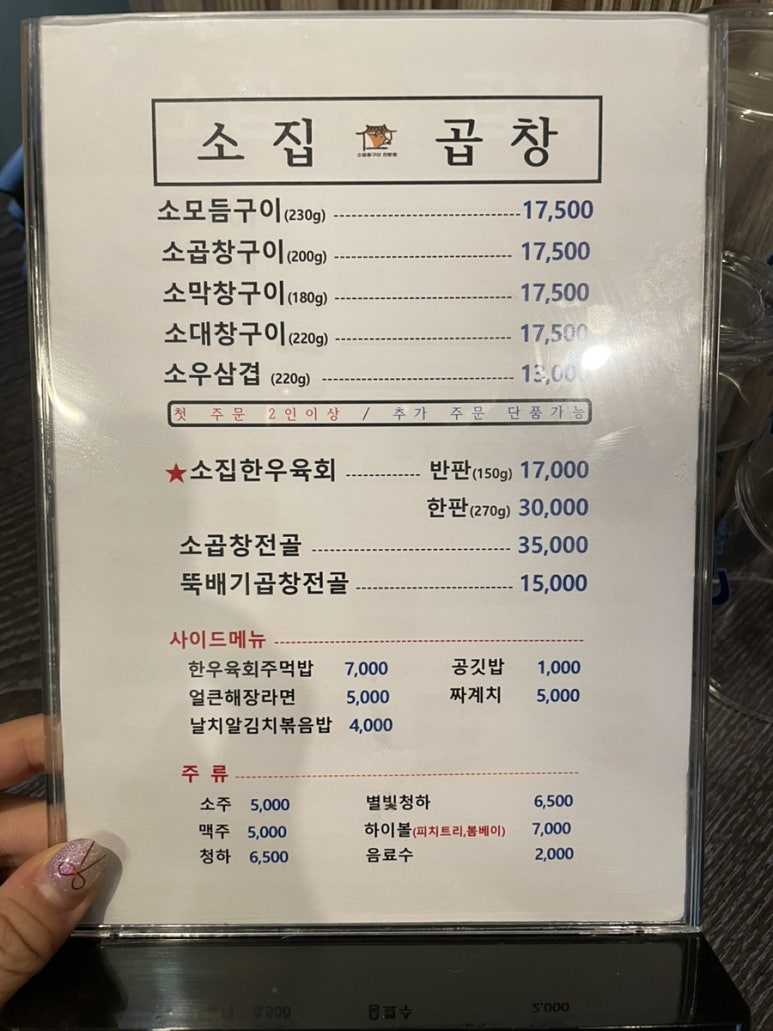 소집 곱창
소모듬구이(230g) 17,500
소곱창구이(200g) 17,500
소막창구이(180g) 17,500
소대창구이(220g) 17,500
소우삼겹 (220g) 13,000
첫 주문 2인이상 / 추가 주문 단품가능
★소집한우육회 반판(150g) 17,000
한판(270g) 30,000
소곱창전골 35,000
뚝배기곱창전골 15,000
사이드메뉴
한우육회주먹밥 7,000 공깃밥 1,000
얼큰해장라면 5,000 짜계치 5,000
날치알김치볶음밥 4,000
주 류
소주 5,000 별빛청하 6,500
맥주 5,000 하이볼(피치트리,봄베이) 7,000
청하 6,500 음료수 2,000